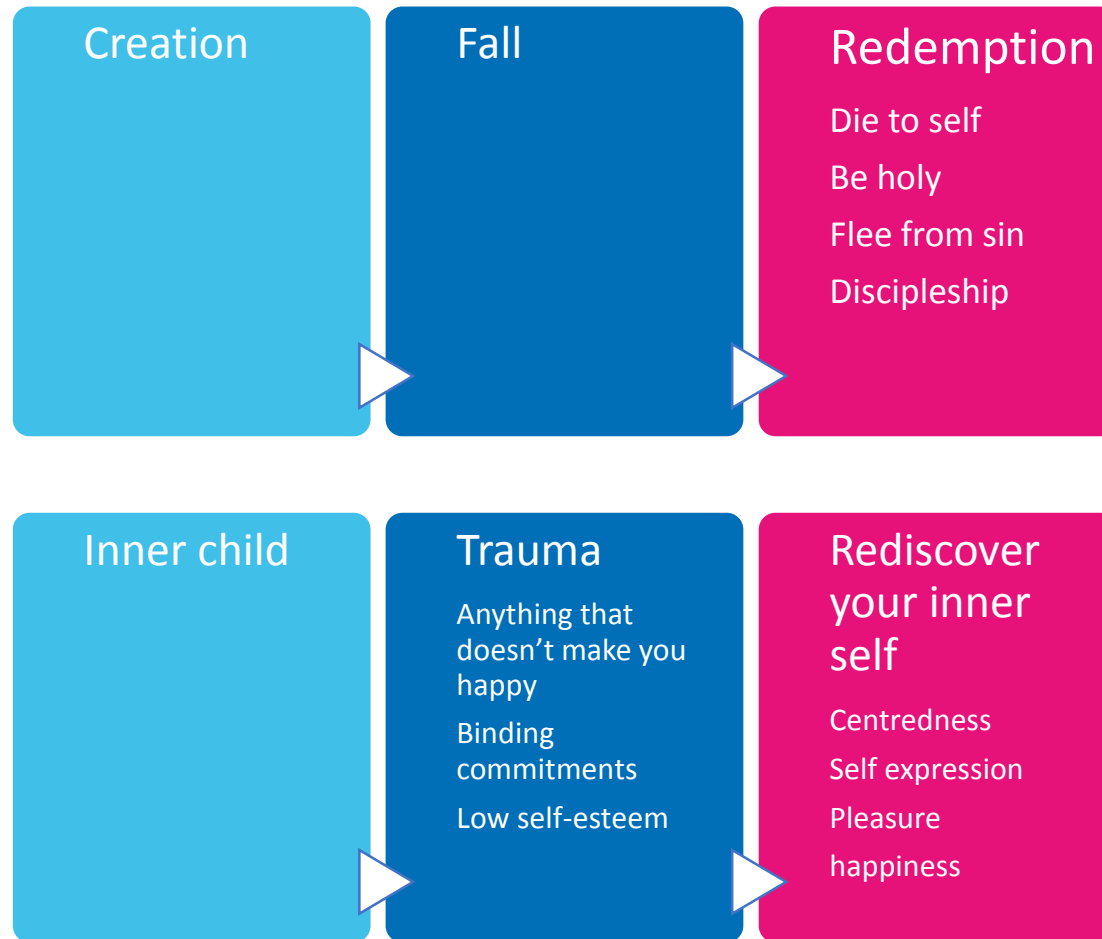 Creation
Fall
Redemption
Die to self
Be holy
Flee from sin
Discipleship
Inner child
Trauma
Anything that
doesn't make you
happy
Binding
commitments
Low self-esteem
Rediscover
your inner
self
Centredness
Self expression
Pleasure
happiness